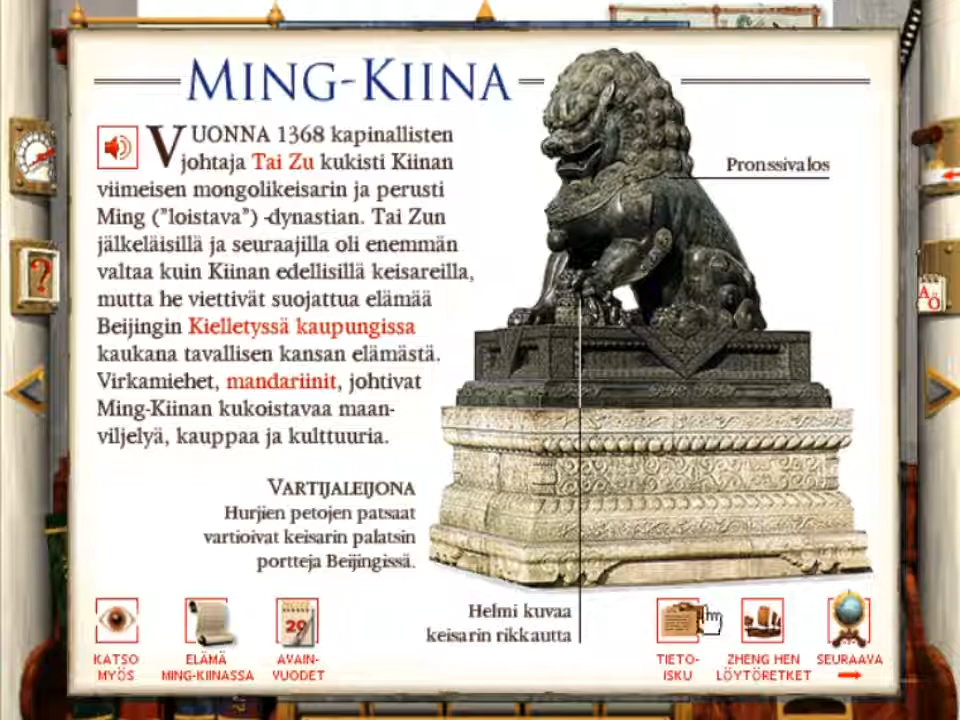 MING-KIINA
VUONNA 1368 kapinallisten
johtaja Tai Zu kukisti Kiinan
viimeisen mongolikeisarin ja perusti
Ming ("loistava") -dynastian. Tai Zun
jälkeläisillä ja seuraajilla oli enemmän
valtaa kuin Kiinan edellisillä keisareilla,
mutta he viettivät suojattua elämää
Beijingin Kielletyssä kaupungissa
kaukana tavallisen kansan elämästä.
Virkamiehet, mandariinit, johtivat
Ming-Kiinan kukoistavaa maan-
viljelyä, kauppaa ja kulttuuria.
Pronssivalos
VARTIJALEIJONA
Hurjien petojen patsaat
vartioivat keisarin palatsin
portteja Beijingissä.
Helmi kuvaa
keisarin rikkautta
?
A
Ö
29
KATSO
MYÖS
ELÄMÄ
MING-KIINASSA
AVAIN-
VUODET
TIETO-
ISKU
ZHENG HEN
LÖYTÖRETKET
SEURAAVA